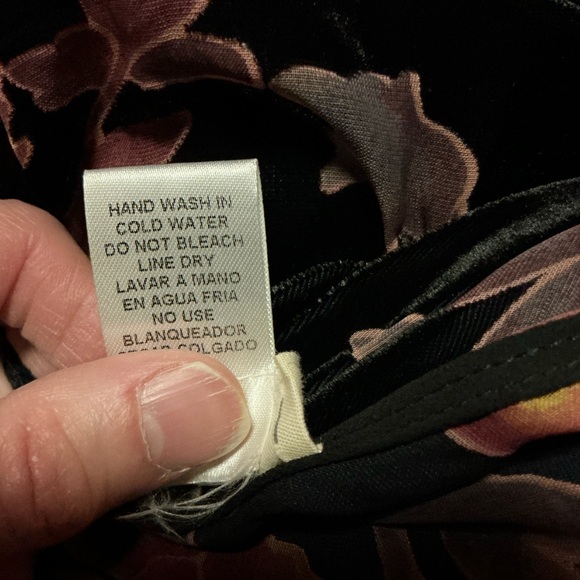 HAND WASH IN
COLD WATER
DO NOT BLEACH
LINE DRY
LAVAR A MANO
EN AGUA FRIA
NO USE
BLANQUEADOR
SECAR COLGADO